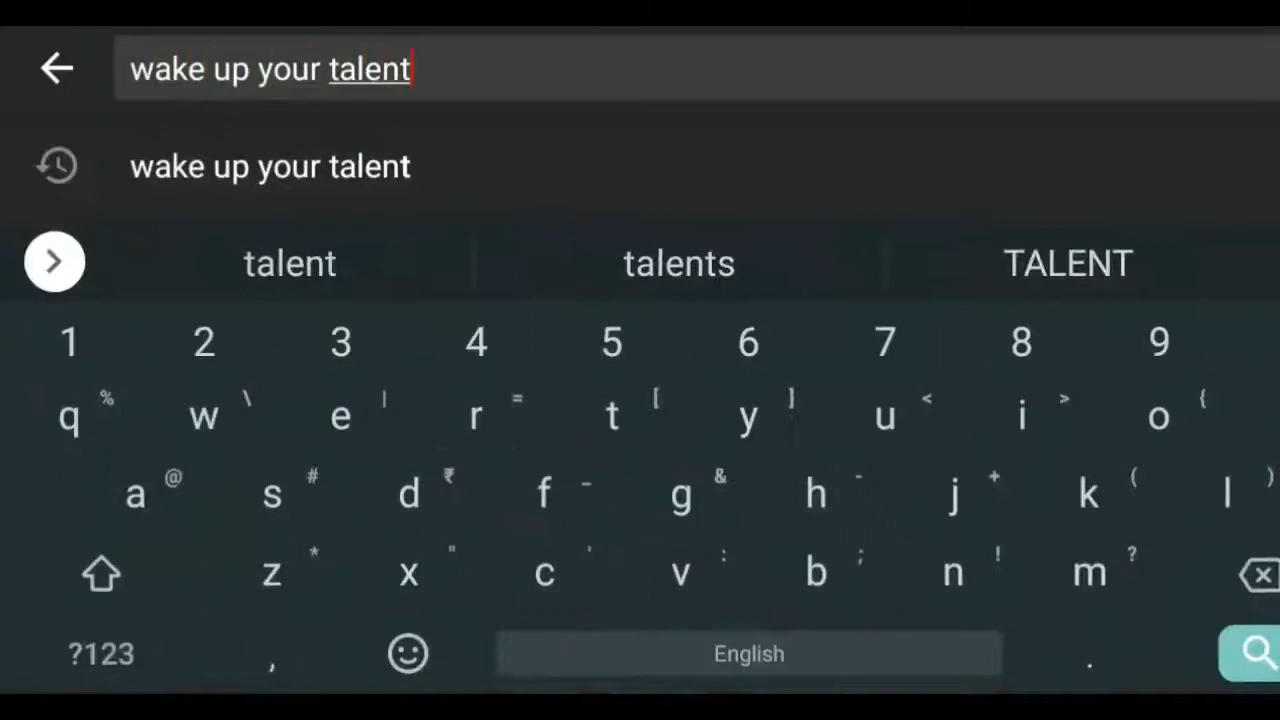 wake up your talent
wake up your talent
talent talents TALENT
1 2 3 4 5 6 7 8 9
q % w \ e | r = t [ y ] u < i > o {
a @ s # d ₹ f _ g & h - j + k ( l )
z * x " c ' v : b ; n ! m ?
?123 , English .